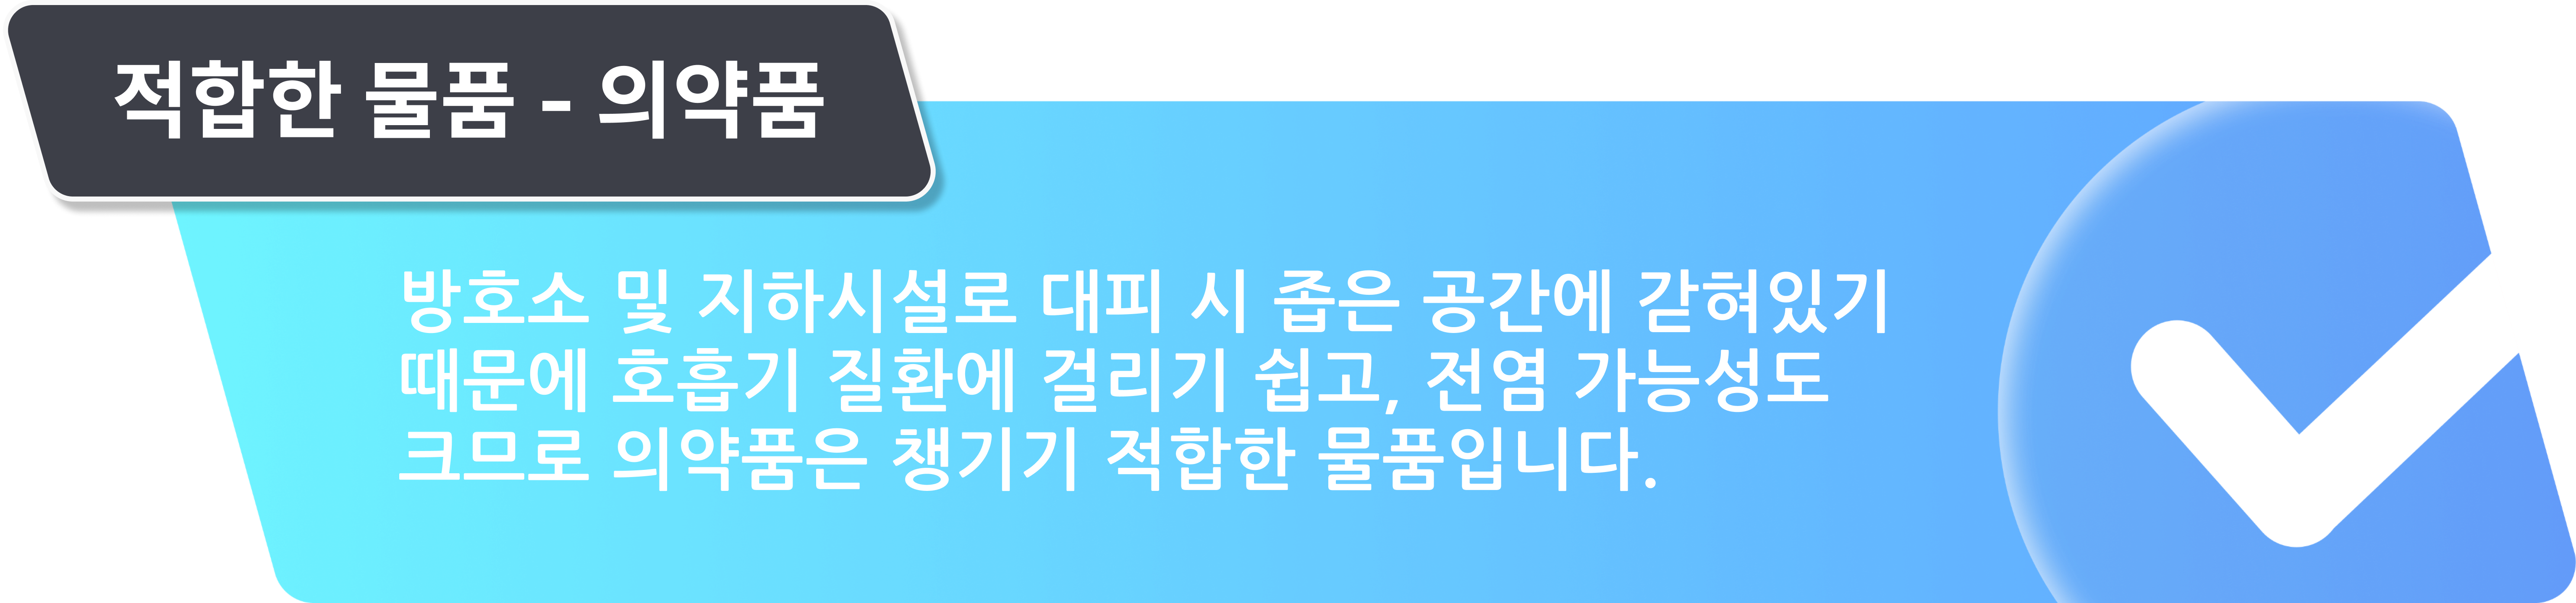 적합한 물품 - 의약품
방호소 및 지하시설로 대피 시 좁은 공간에 갇혀있기
때문에 호흡기 질환에 걸리기 쉽고, 전염 가능성도
크므로 의약품은 챙기기 적합한 물품입니다.